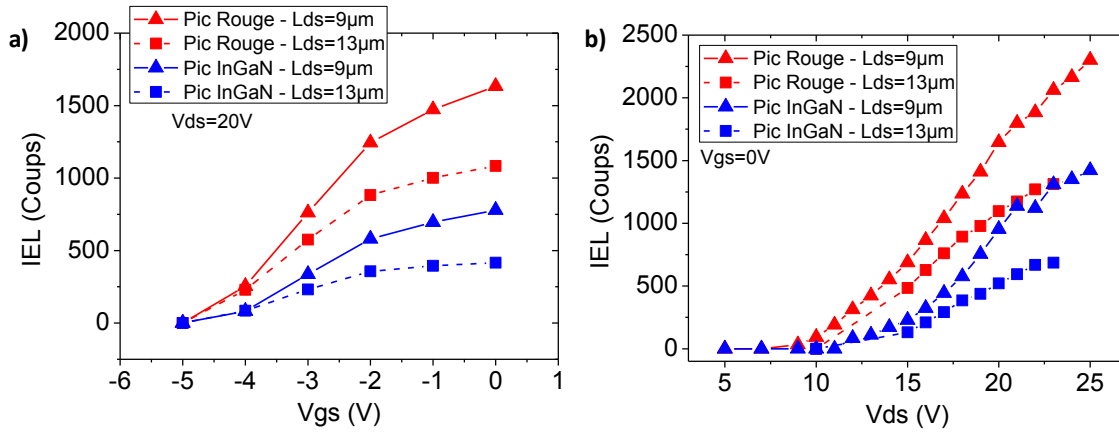 a)
Pic Rouge - Lds=9µm
Pic Rouge - Lds=13µm
Pic InGaN - Lds=9µm
Pic InGaN - Lds=13µm
Vds=20V
2000
1500
1000
500
0
IEL (Coups)
-6 -5 -4 -3 -2 -1 0 1
Vgs (V)
b)
Pic Rouge - Lds=9µm
Pic Rouge - Lds=13µm
Pic InGaN - Lds=9µm
Pic InGaN - Lds=13µm
Vgs=0V
2500
2000
1500
1000
500
0
IEL (Coups)
5 10 15 20 25
Vds (V)